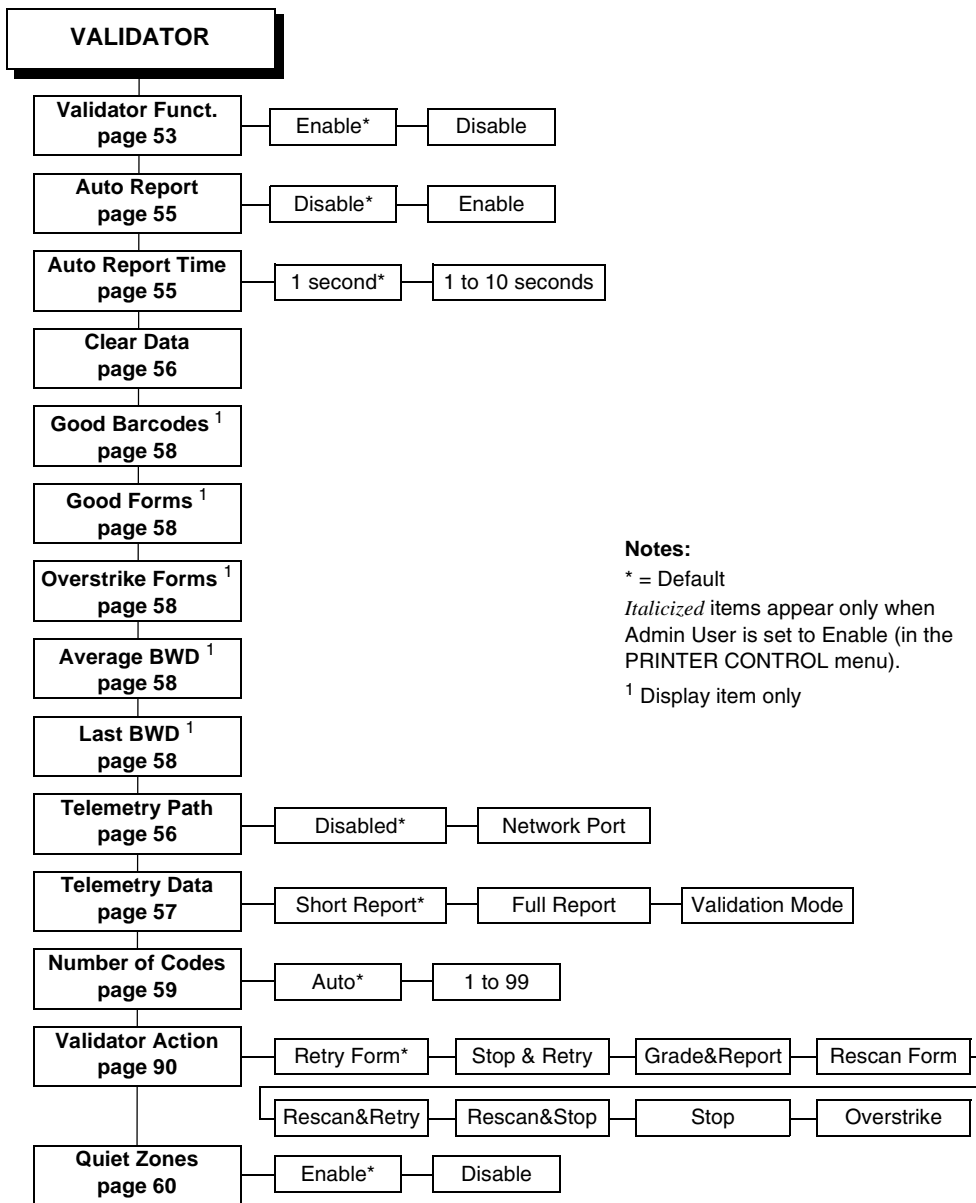 VALIDATOR
Validator Funct.
page 53
Enable*
Disable
Auto Report
page 55
Disable*
Enable
Auto Report Time
page 55
1 second*
1 to 10 seconds
Clear Data
page 56
Good Barcodes 1
page 58
Good Forms 1
page 58
Overstrike Forms 1
page 58
Average BWD 1
page 58
Last BWD 1
page 58
Notes:
* = Default
Italicized items appear only when
Admin User is set to Enable (in the
PRINTER CONTROL menu).
1 Display item only
Telemetry Path
page 56
Disabled*
Network Port
Telemetry Data
page 57
Short Report*
Full Report
Validation Mode
Number of Codes
page 59
Auto*
1 to 99
Validator Action
page 90
Retry Form*
Stop & Retry
Grade&Report
Rescan Form
Rescan&Retry
Rescan&Stop
Stop
Overstrike
Quiet Zones
page 60
Enable*
Disable